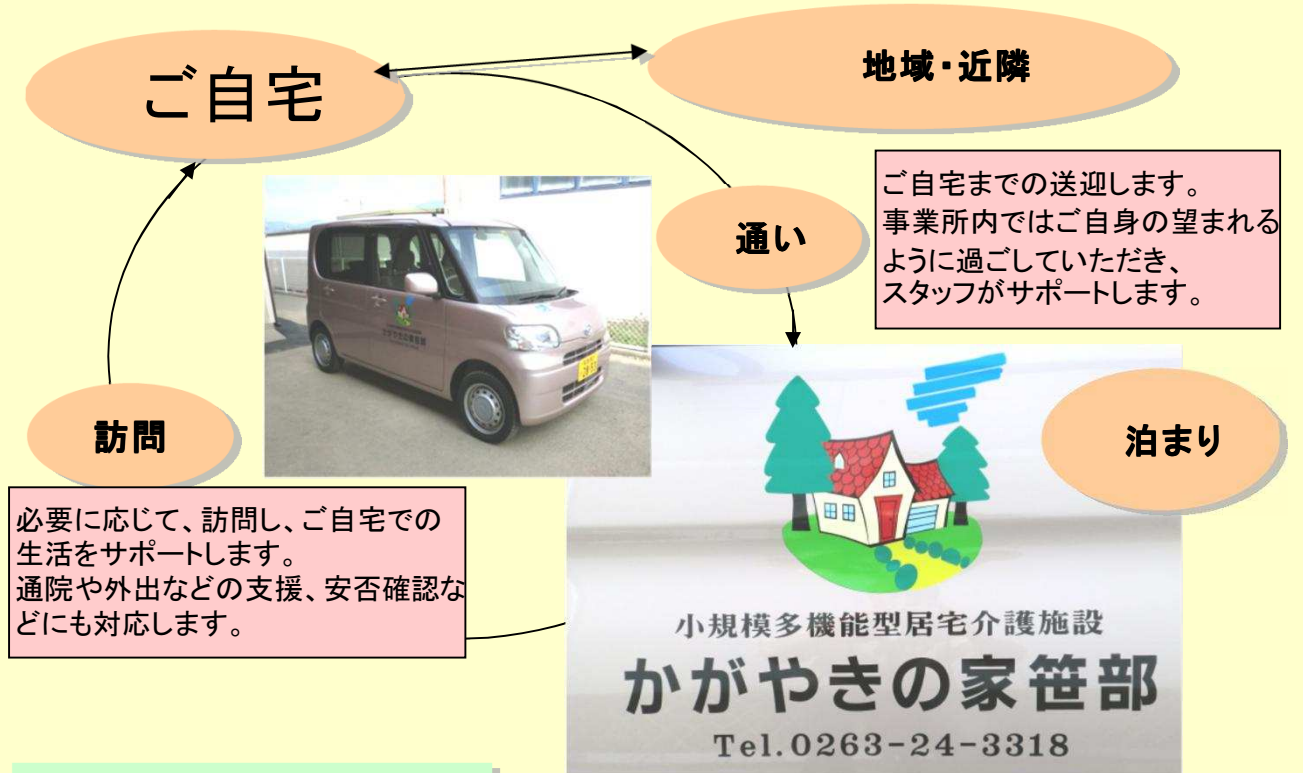 ご自宅
地域・近隣
通い
ご自宅までの送迎します。
事業所内ではご自身の望まれる
ように過ごしていただき、
スタッフがサポートします。
訪問
泊まり
必要に応じて、訪問し、ご自宅での
生活をサポートします。
通院や外出などの支援、安否確認な
どにも対応します。
小規模多機能型居宅介護施設
かがやきの家笹部
Tel.0263-24-3318